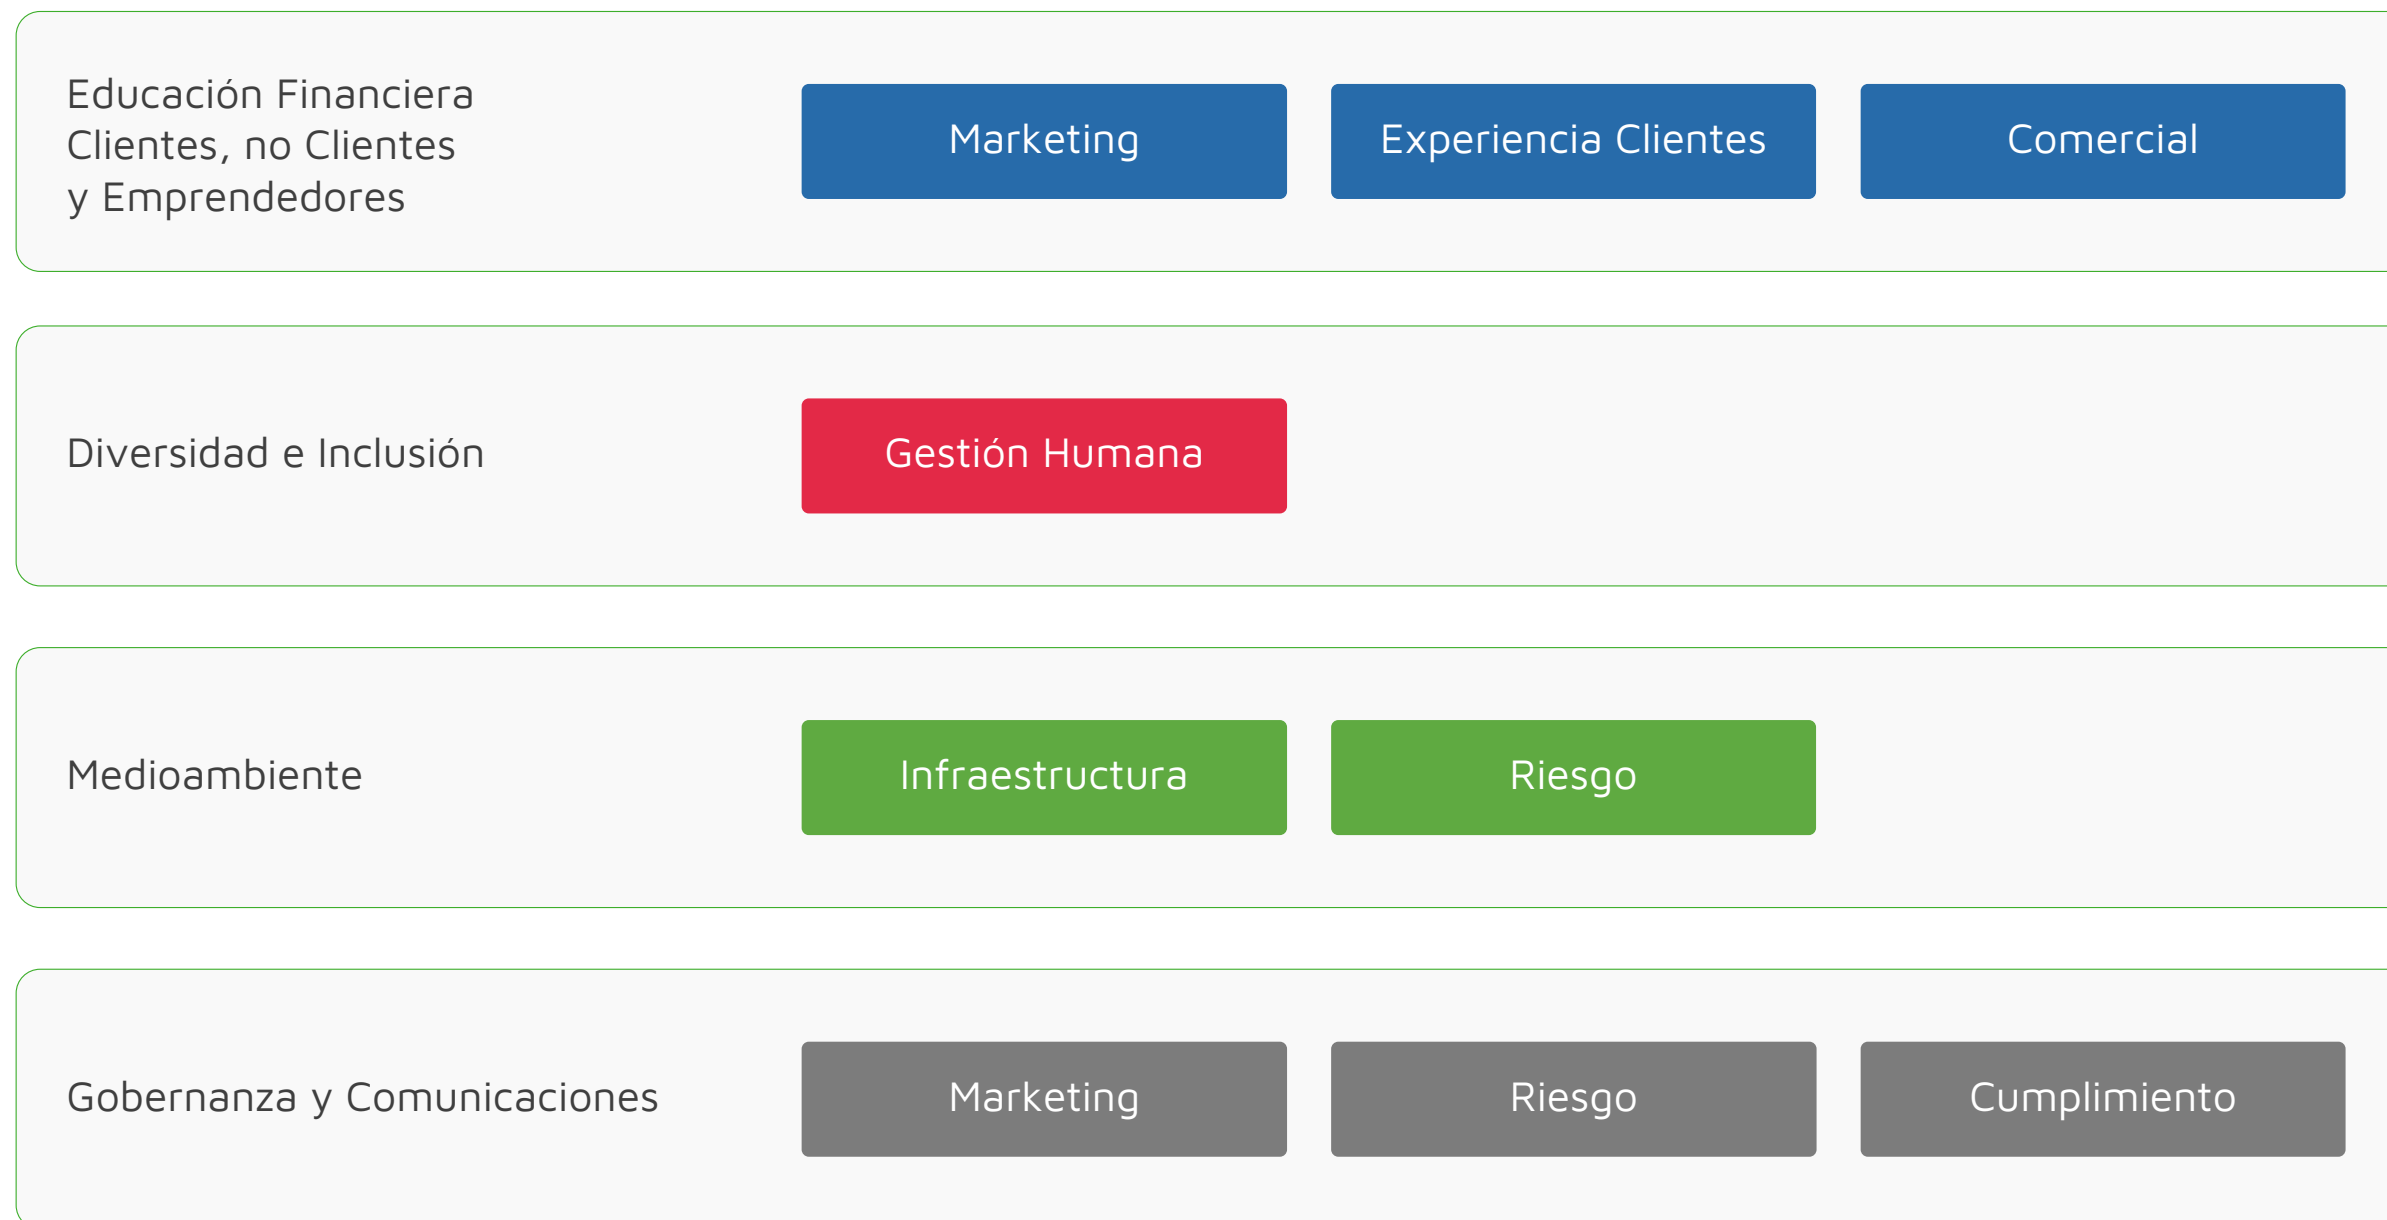 Educación Financiera
Clientes, no Clientes
y Emprendedores
Marketing
Experiencia Clientes
Comercial
Diversidad e Inclusión
Gestión Humana
Medioambiente
Infraestructura
Riesgo
Gobernanza y Comunicaciones
Marketing
Riesgo
Cumplimiento